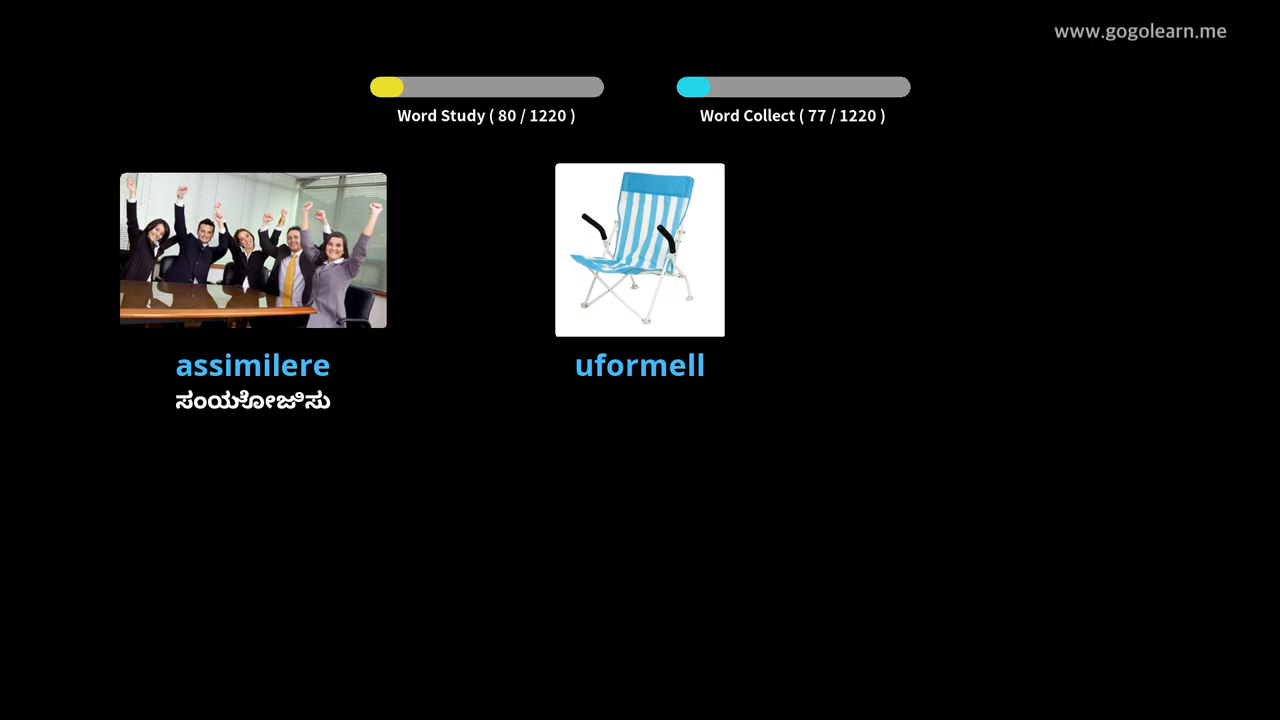 www.gogolearn.me
Word Study ( 80 / 1220 )
Word Collect ( 77 / 1220 )
assimilere
ಸಂಯೋಜಿಸು
uformell